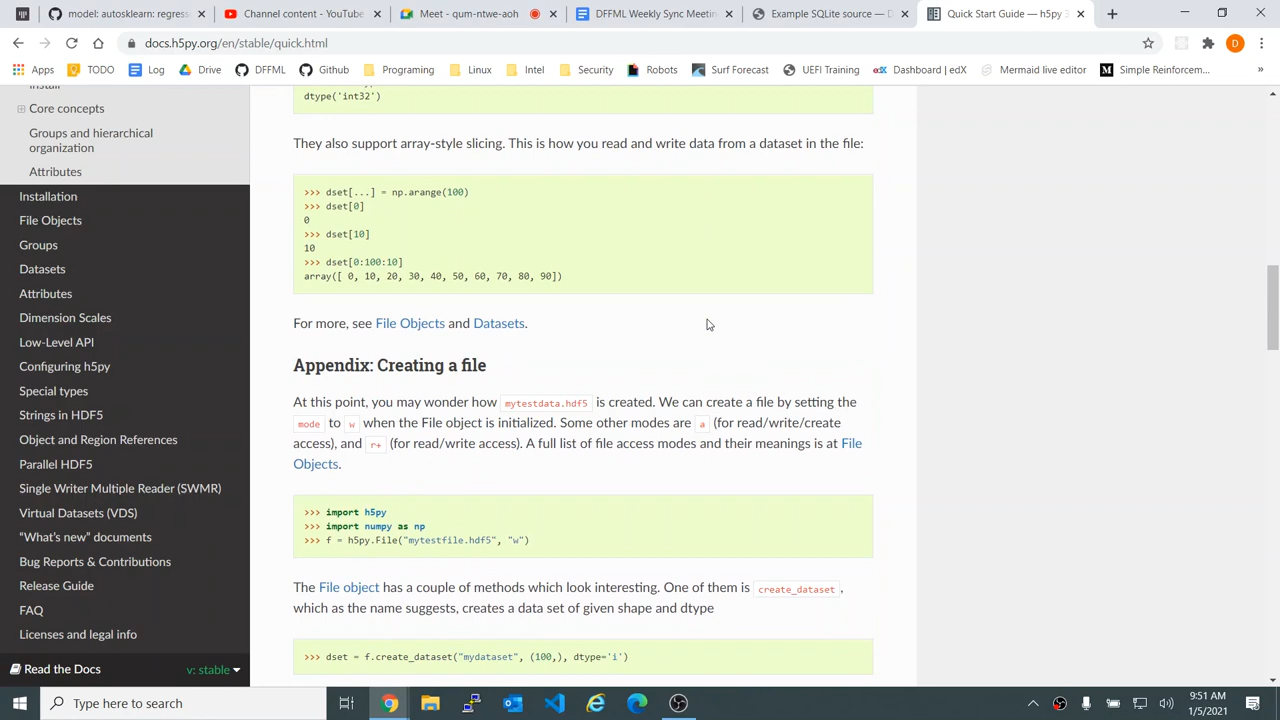 model: autosklearn: regress
Channel content - YouTube
Meet - qum-ntwe-aoh
DFFML Weekly Sync Meetin
Example SQLite source — D
Quick Start Guide — h5py 3
docs.h5py.org/en/stable/quick.html
Apps
TODO
Log
Drive
DFFML
Github
Programing
Linux
Intel
Security
Robots
Surf Forecast
UEFI Training
Dashboard | edX
Mermaid live editor
Simple Reinforcem...
Install
Core concepts
Groups and hierarchical
organization
Attributes
Installation
File Objects
Groups
Datasets
Attributes
Dimension Scales
Low-Level API
Configuring h5py
Special types
Strings in HDF5
Object and Region References
Parallel HDF5
Single Writer Multiple Reader (SWMR)
Virtual Datasets (VDS)
“What’s new” documents
Bug Reports & Contributions
Release Guide
FAQ
Licenses and legal info
Read the Docs
v: stable
dtype('int32')
They also support array-style slicing. This is how you read and write data from a dataset in the file:
>>> dset[...] = np.arange(100)
>>> dset[0]
0
>>> dset[10]
10
>>> dset[0:100:10]
array([ 0, 10, 20, 30, 40, 50, 60, 70, 80, 90])
For more, see File Objects and Datasets.
Appendix: Creating a file
At this point, you may wonder how mytestdata.hdf5 is created. We can create a file by setting the
mode to w when the File object is initialized. Some other modes are a (for read/write/create
access), and r+ (for read/write access). A full list of file access modes and their meanings is at File
Objects.
>>> import h5py
>>> import numpy as np
>>> f = h5py.File("mytestfile.hdf5", "w")
The File object has a couple of methods which look interesting. One of them is create_dataset,
which as the name suggests, creates a data set of given shape and dtype
>>> dset = f.create_dataset("mydataset", (100,), dtype='i')
Type here to search
9:51 AM
1/5/2021